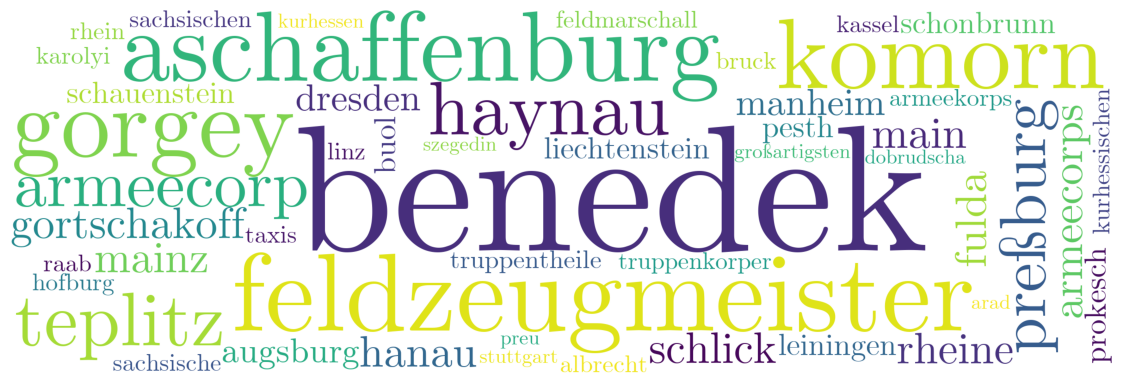 sachsischen
kurhessen
feldmarschall
kassel
schonbrunn
rhein
karolyi
aschaffenburg
bruck
komorn
schauenstein
dresden
haynau
manheim
armeekorps
gorgey
linz
buol
szegedin
liechtenstein
pesth
main
großartigsten
dobrudscha
preßburg
armeecorps
kurhessischen
armeecorp
benedek
fulda
gortschakoff
taxis
raab
mainz
hofburg
truppentheile
truppenkorper
feldzeugmeister
arad
prokesch
teplitz
sachsische
augsburg
hanau
preu
stuttgart
albrecht
schlick
leiningen
rheine